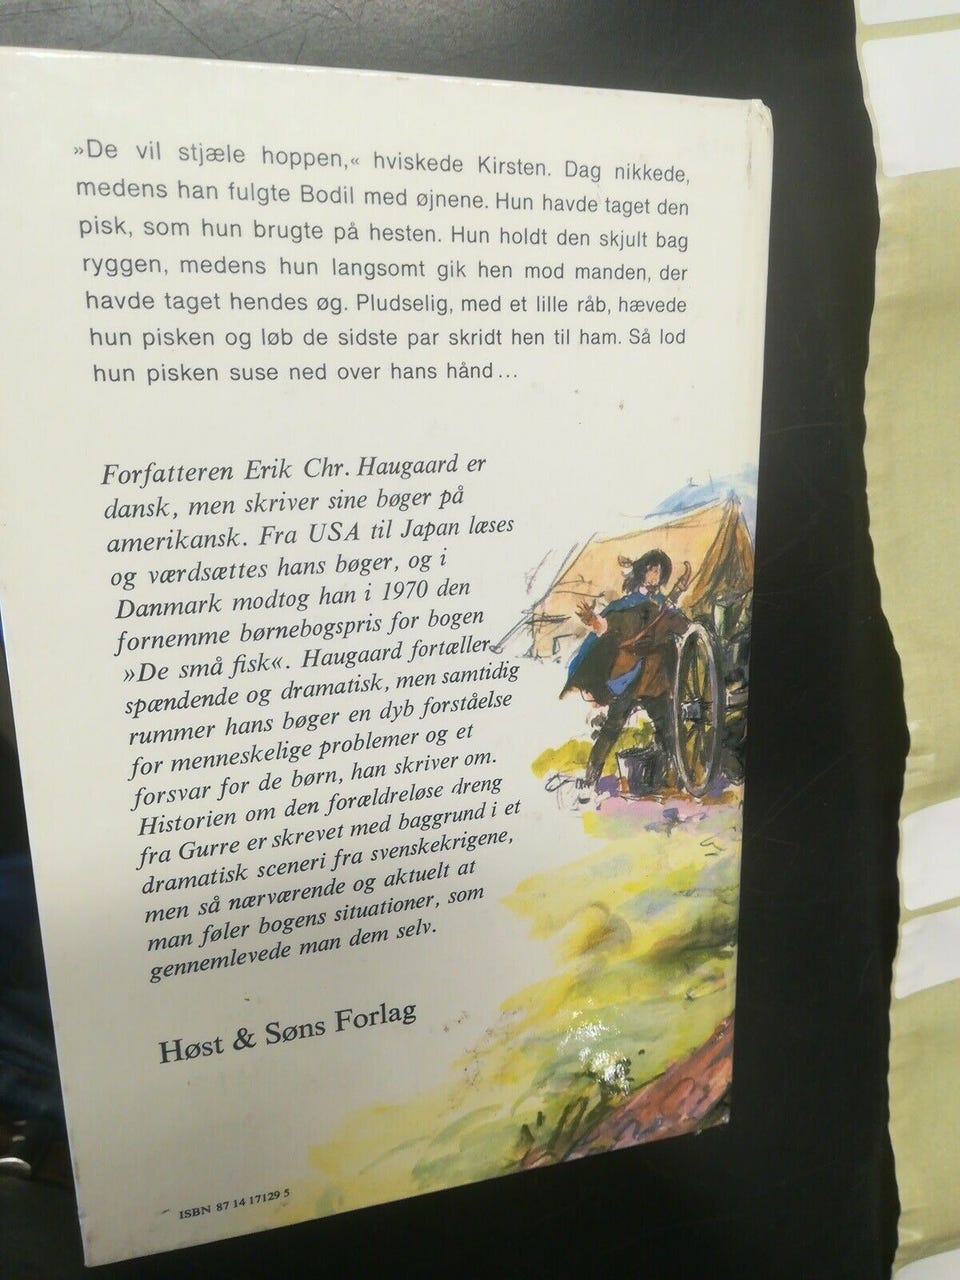 »De vil stjæle hoppen,« hviskede Kirsten. Dag nikkede,
medens han fulgte Bodil med øjnene. Hun havde taget den
pisk, som hun brugte på hesten. Hun holdt den skjult bag
ryggen, medens hun langsomt gik hen mod manden, der
havde taget hendes øg. Pludselig, med et lille råb, hævede
hun pisken og løb de sidste par skridt hen til ham. Så lod
hun pisken suse ned over hans hånd...
Forfatteren Erik Chr. Haugaard er
dansk, men skriver sine bøger på
amerikansk. Fra USA til Japan læses
og værdsættes hans bøger, og i
Danmark modtog han i 1970 den
fornemme børnebogspris for bogen
»De små fisk«. Haugaard fortæller
spændende og dramatisk, men samtidig
rummer hans bøger en dyb forståelse
for menneskelige problemer og et
forsvar for de børn, han skriver om.
Historien om den forældreløse dreng
fra Gurre er skrevet med baggrund i et
dramatisk sceneri fra svenskekrigene,
men så nærværende og aktuelt at
man føler bogens situationer, som
gennemlevede man dem selv.
Høst & Søns Forlag
ISBN 87 14 17129 5